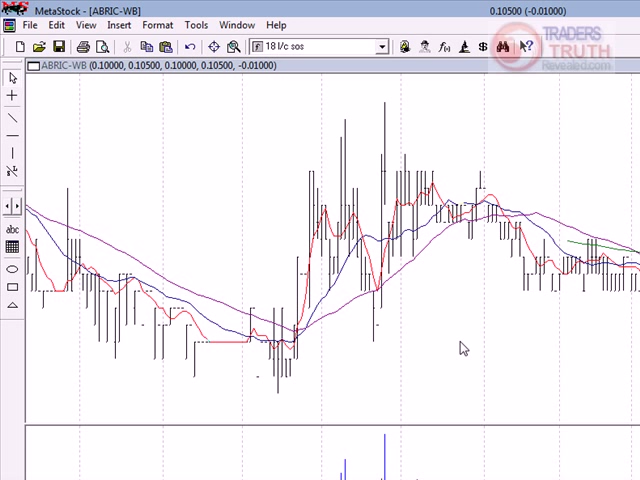 MetaStock - [ABRIC-WB]
0.10500 (-0.01000)
File Edit View Insert Format Tools Window Help
18 l/c sos
TRADERS
TRUTH
Revealed.com
ABRIC-WB (0.10000, 0.10500, 0.10000, 0.10500, -0.01000)
abc